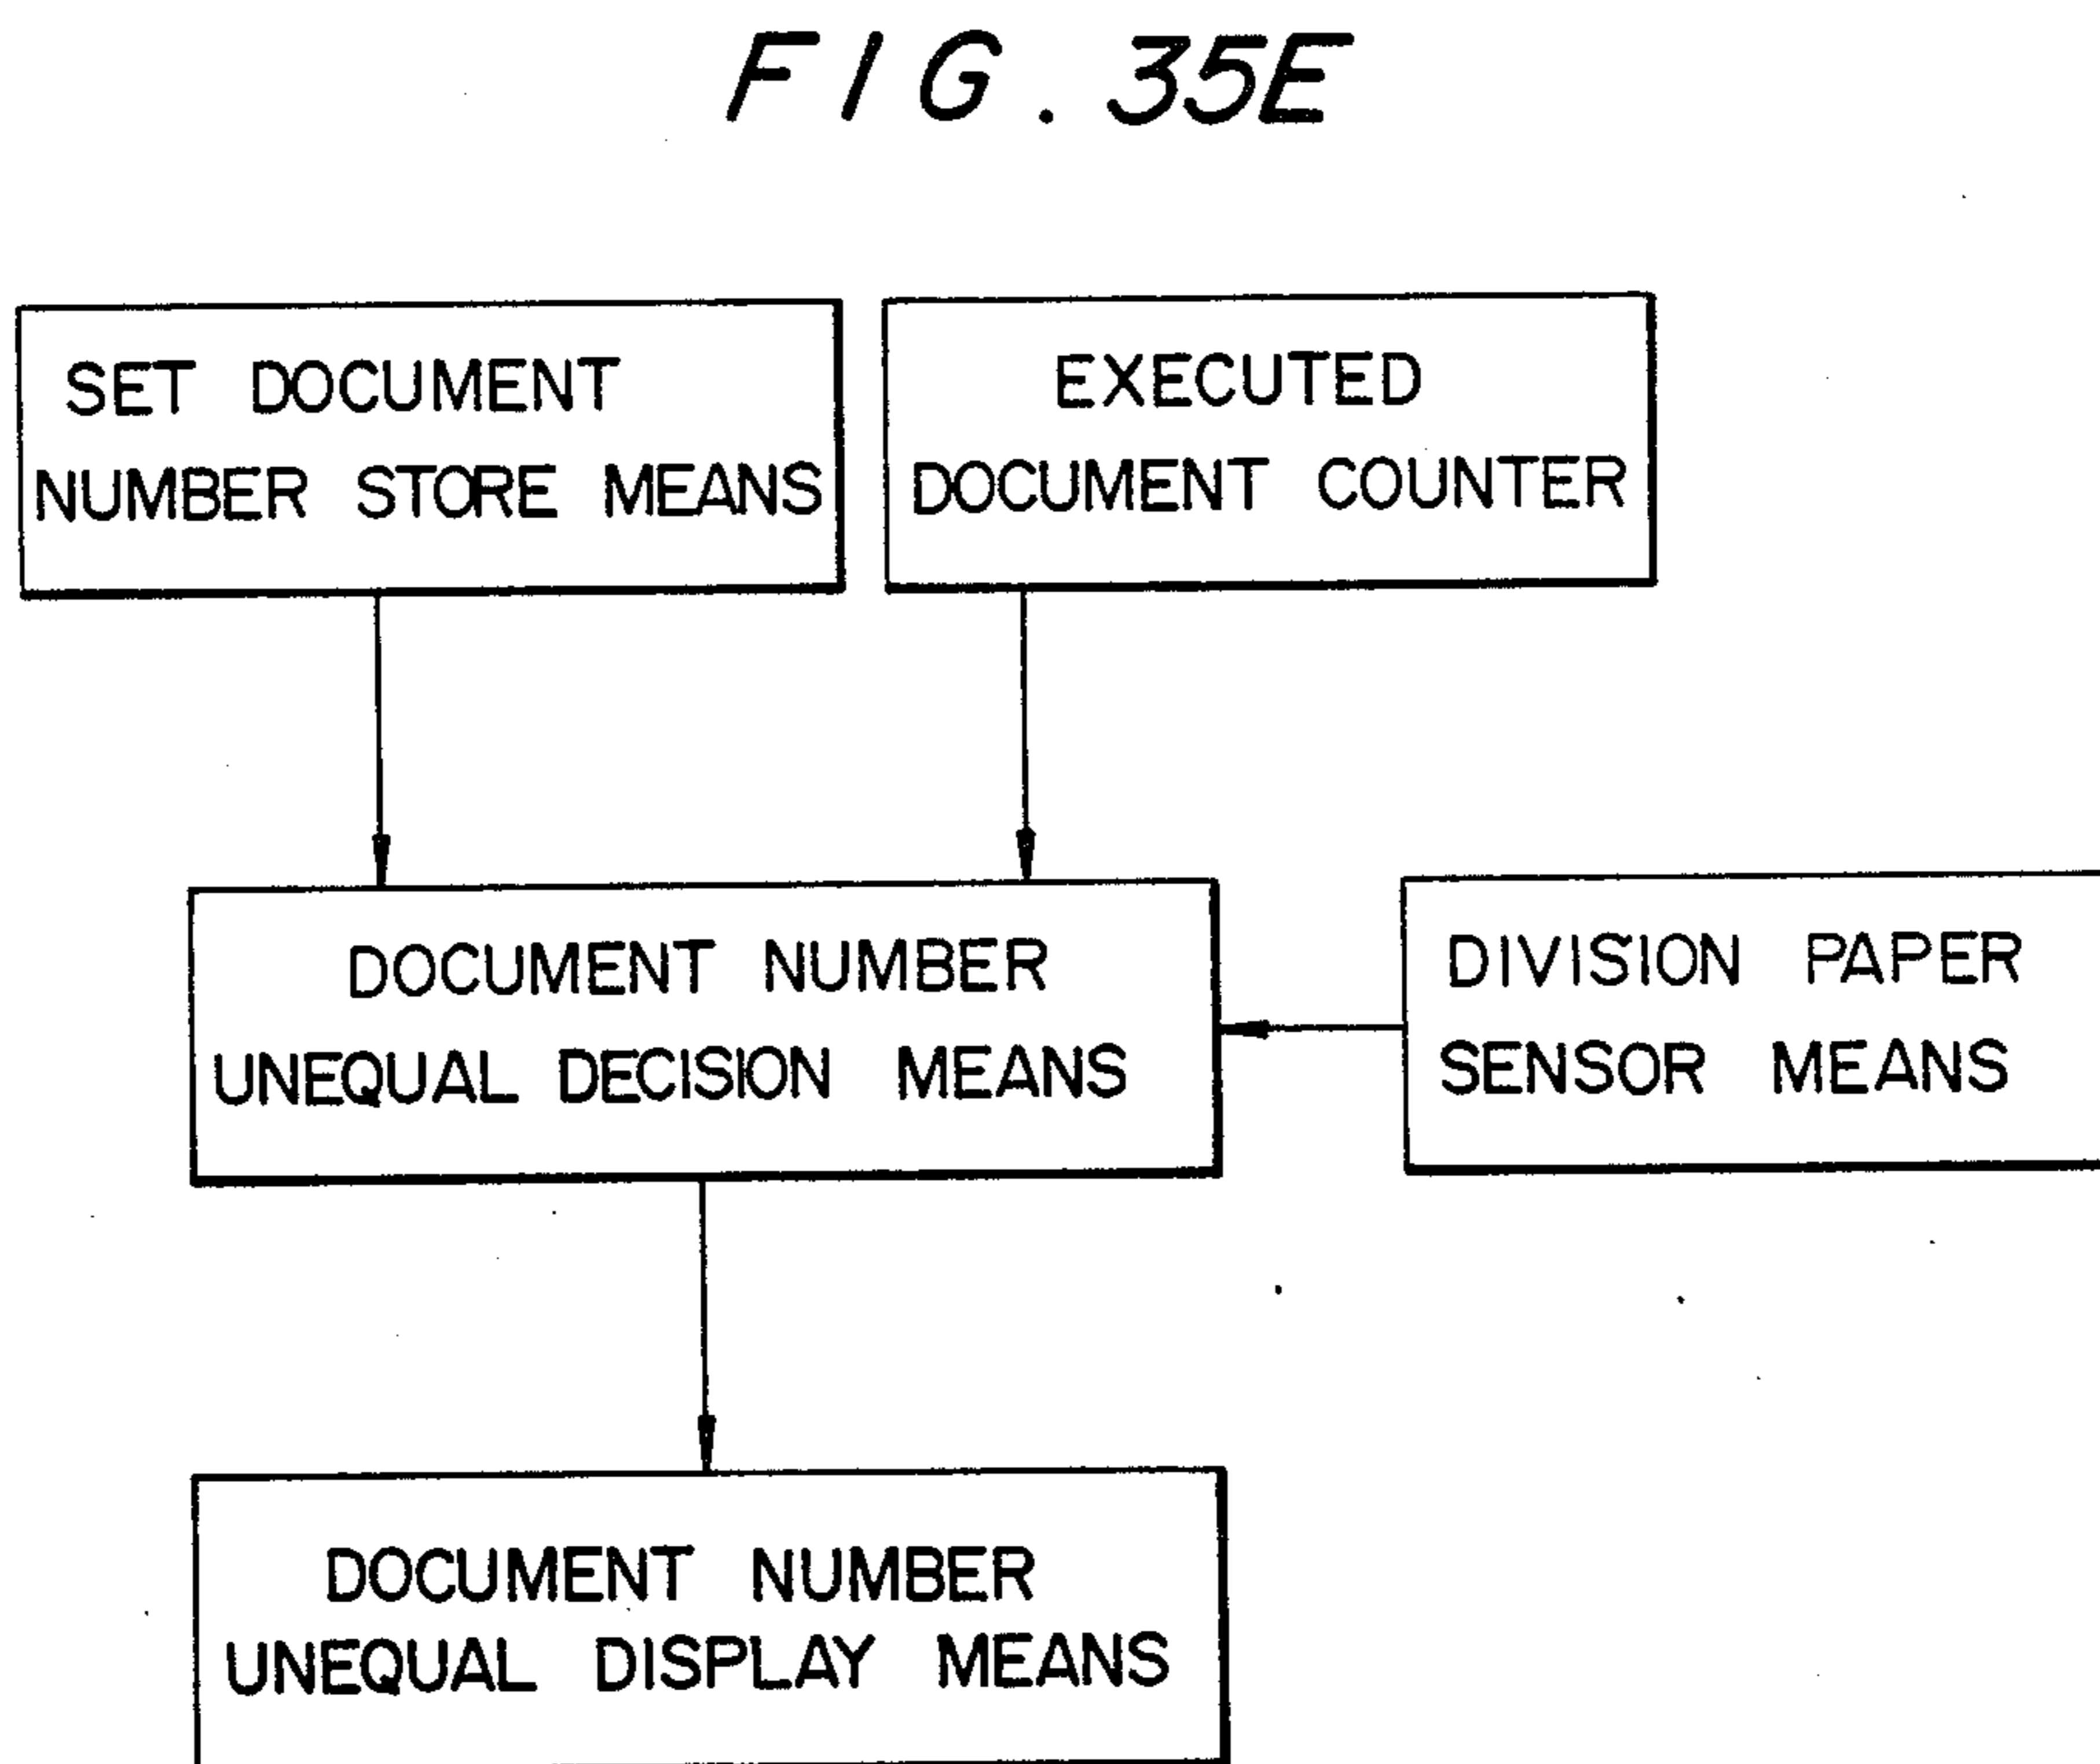 FIG. 35E
SET DOCUMENT
NUMBER STORE MEANS
EXECUTED
DOCUMENT COUNTER
DOCUMENT NUMBER
UNEQUAL DECISION MEANS
DIVISION PAPER
SENSOR MEANS
DOCUMENT NUMBER
UNEQUAL DISPLAY MEANS